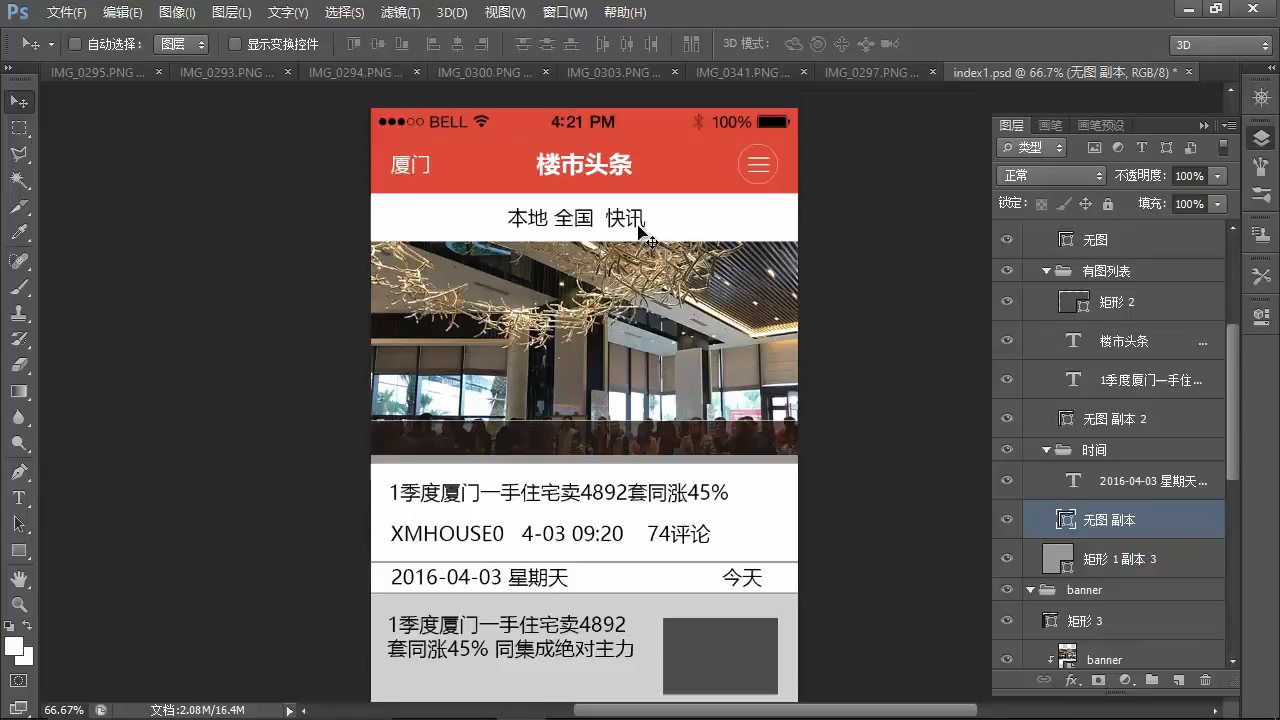 Ps 文件(F) 编辑(E) 图像(I) 图层(L) 文字(Y) 选择(S) 滤镜(T) 3D(D) 视图(V) 窗口(W) 帮助(H)
自动选择: 图层 显示变换控件 3D 模式: 3D
IMG_0295.PNG ... × IMG_0293.PNG ... × IMG_0294.PNG ... × IMG_0300.PNG ... × IMG_0303.PNG ... × IMG_0341.PNG ... × IMG_0297.PNG ... × index1.psd @ 66.7% (无图 副本, RGB/8) * ×
BELL 4:21 PM 100%
厦门 楼市头条
本地 全国 快讯
1季度厦门一手住宅卖4892套同涨45%
XMHOUSE0 4-03 09:20 74评论
2016-04-03 星期天 今天
1季度厦门一手住宅卖4892
套同涨45% 同集成绝对主力
图层 画笔 画笔预设
类型
正常 不透明度: 100%
锁定: 填充: 100%
无图
有图列表
矩形 2
楼市头条 ...
1季度厦门一手住...
无图 副本 2
时间
2016-04-03 星期天...
无图 副本
矩形 1 副本 3
banner
矩形 3
banner
fx
66.67% 文档:2.08M/16.4M